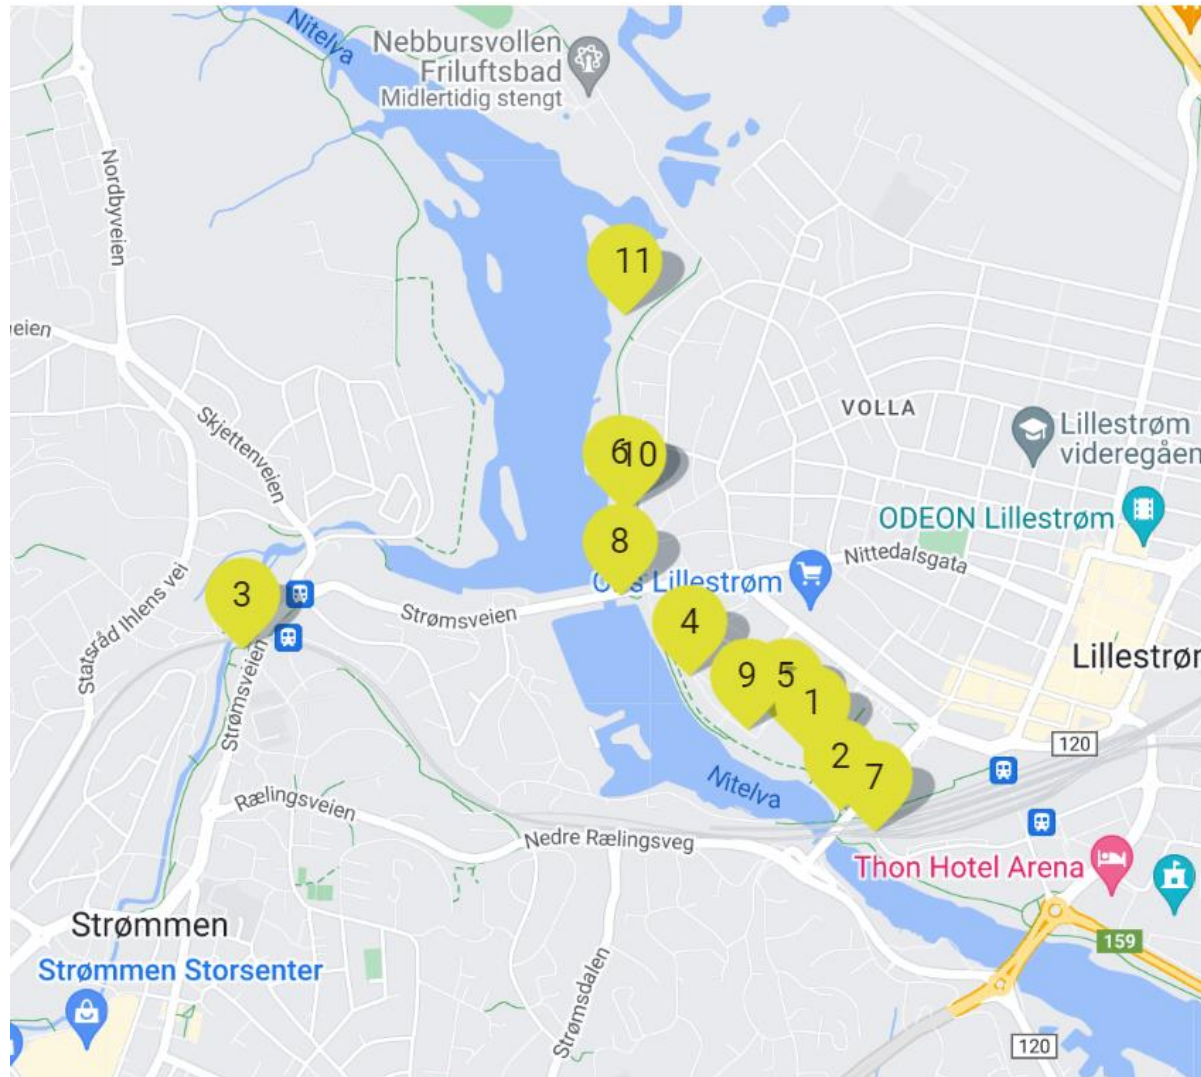 Nitelva
Nebbursvollen
Friluftsbad
Midlertidig stengt
Nordbyveien
11
eien
VOLLA
Lillestrøm
videregåen
Skjettenveien
6
10
ODEON Lillestrøm
8
Nittedalsgata
Lillestrøm
3
Strømsveien
4
Statsråd Ihlens vei
Lillestrøm
9
5
1
Strømsveien
120
2
7
Nitelva
Rælingsveien
Nedre Rælingsveg
Thon Hotel Arena
Strømmen
159
Strømmen Storsenter
Strømsdalen
120